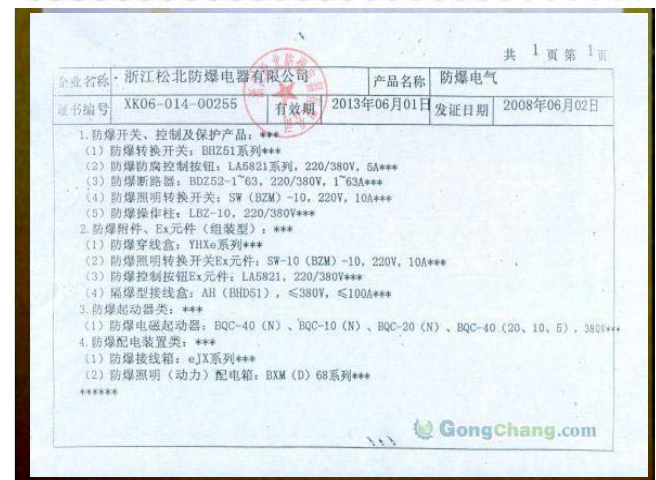 共 1 页 第 1 页
企业名称 浙江松北防爆电器有限公司 产品名称 防爆电气
证书编号 XK06-014-00255 有效期 2013年06月01日 发证日期 2008年06月02日
1.防爆开关、控制及保护产品：***
（1）防爆转换开关：BHZ51系列***
（2）防爆防腐控制按钮：LA5821系列，220/380V，5A***
（3）防爆断路器：BDZ52-1~63，220/380V，1~63A***
（4）防爆照明转换开关：SW（BZM）-10，220V，10A***
（5）防爆操作柱：LBZ-10，220/380V***
2.防爆附件、Ex元件（组装型）：***
（1）防爆穿线盒：YHXe系列***
（2）防爆照明转换开关Ex元件：SW-10（BZM）-10，220V，10A***
（3）防爆控制按钮Ex元件：LA5821，220/380V***
（4）隔爆型接线盒：AH（BHD51），≤380V，≤100A***
3.防爆起动器类：***
（1）防爆电磁起动器：BQC-40（N）、BQC-10（N）、BQC-20（N）、BQC-40（20、10、5），380V***
4.防爆配电装置类：***
（1）防爆接线箱：eJX系列***
（2）防爆照明（动力）配电箱：BXM（D）68系列***
******
GongChang.com